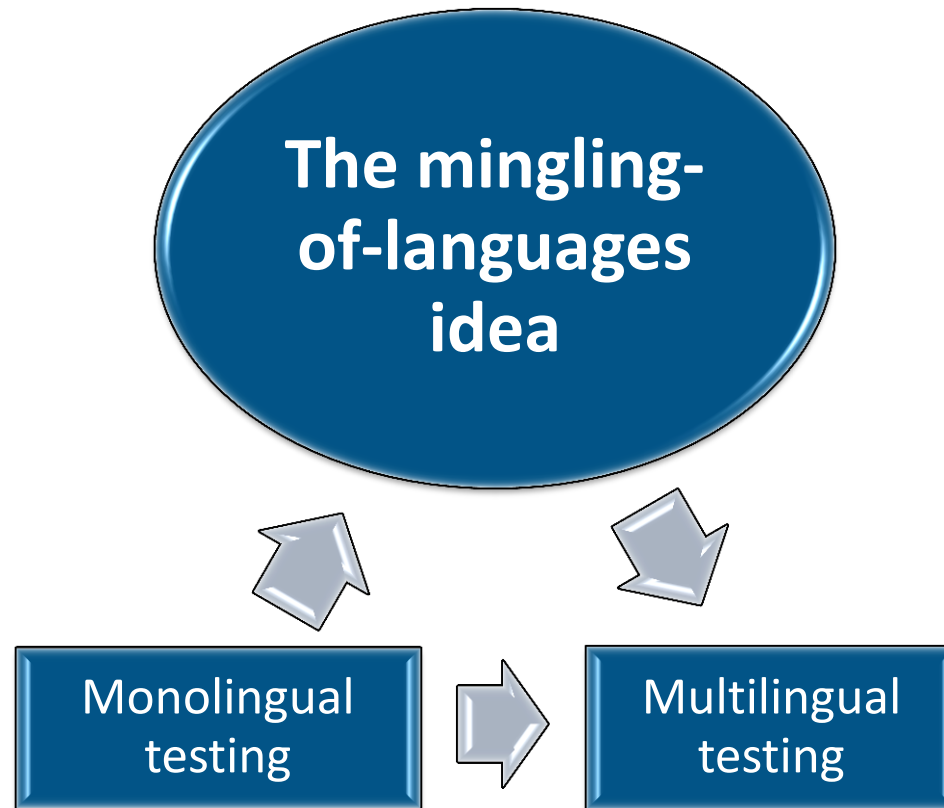 The mingling-
of-languages
idea
Monolingual
testing
Multilingual
testing